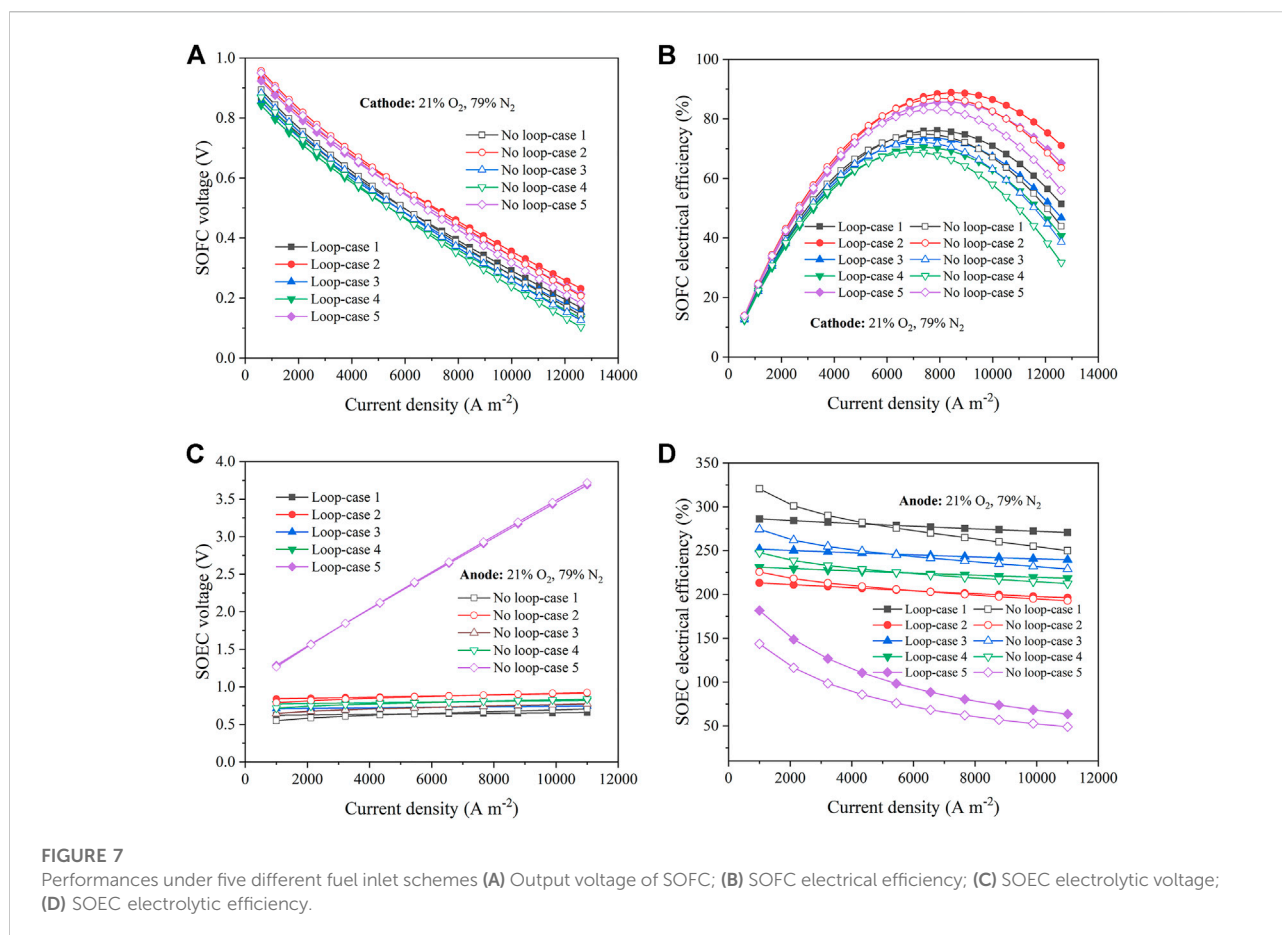 A
1.0
0.8
0.6
0.4
0.2
0.0
SOFC voltage (V)
Cathode: 21% O₂, 79% N₂
No loop-case 1
No loop-case 2
No loop-case 3
No loop-case 4
No loop-case 5
Loop-case 1
Loop-case 2
Loop-case 3
Loop-case 4
Loop-case 5
0 2000 4000 6000 8000 10000 12000 14000
Current density (A m⁻²)
B
100
80
60
40
20
0
SOFC electrical efficiency (%)
Loop-case 1 No loop-case 1
Loop-case 2 No loop-case 2
Loop-case 3 No loop-case 3
Loop-case 4 No loop-case 4
Loop-case 5 No loop-case 5
Cathode: 21% O₂, 79% N₂
0 2000 4000 6000 8000 10000 12000 14000
Current density (A m⁻²)
C
4.0
3.5
3.0
2.5
2.0
1.5
1.0
0.5
0.0
SOEC voltage (V)
Loop-case 1
Loop-case 2
Loop-case 3
Loop-case 4
Loop-case 5
Anode: 21% O₂, 79% N₂
No loop-case 1
No loop-case 2
No loop-case 3
No loop-case 4
No loop-case 5
0 2000 4000 6000 8000 10000 12000
Current density (A m⁻²)
D
350
300
250
200
150
100
50
SOEC electrical efficiency (%)
Anode: 21% O₂, 79% N₂
Loop-case 1 No loop-case 1
Loop-case 2 No loop-case 2
Loop-case 3 No loop-case 3
Loop-case 4 No loop-case 4
Loop-case 5 No loop-case 5
0 2000 4000 6000 8000 10000 12000
Current density (A m⁻²)
FIGURE 7
Performances under five different fuel inlet schemes (A) Output voltage of SOFC; (B) SOFC electrical efficiency; (C) SOEC electrolytic voltage;
(D) SOEC electrolytic efficiency.